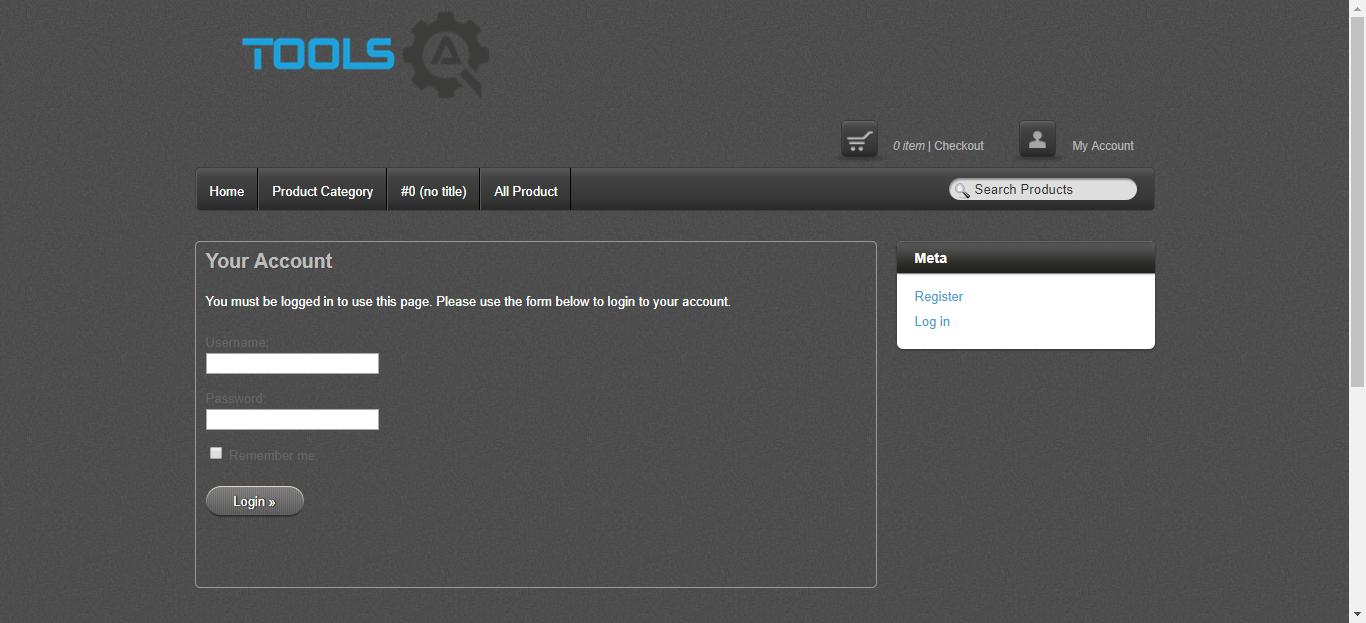 TOOLS QA
0 item | Checkout
My Account
Home
Product Category
#0 (no title)
All Product
Search Products
Your Account
You must be logged in to use this page. Please use the form below to login to your account.
Username:
Password:
Remember me.
Login »
Meta
Register
Log in